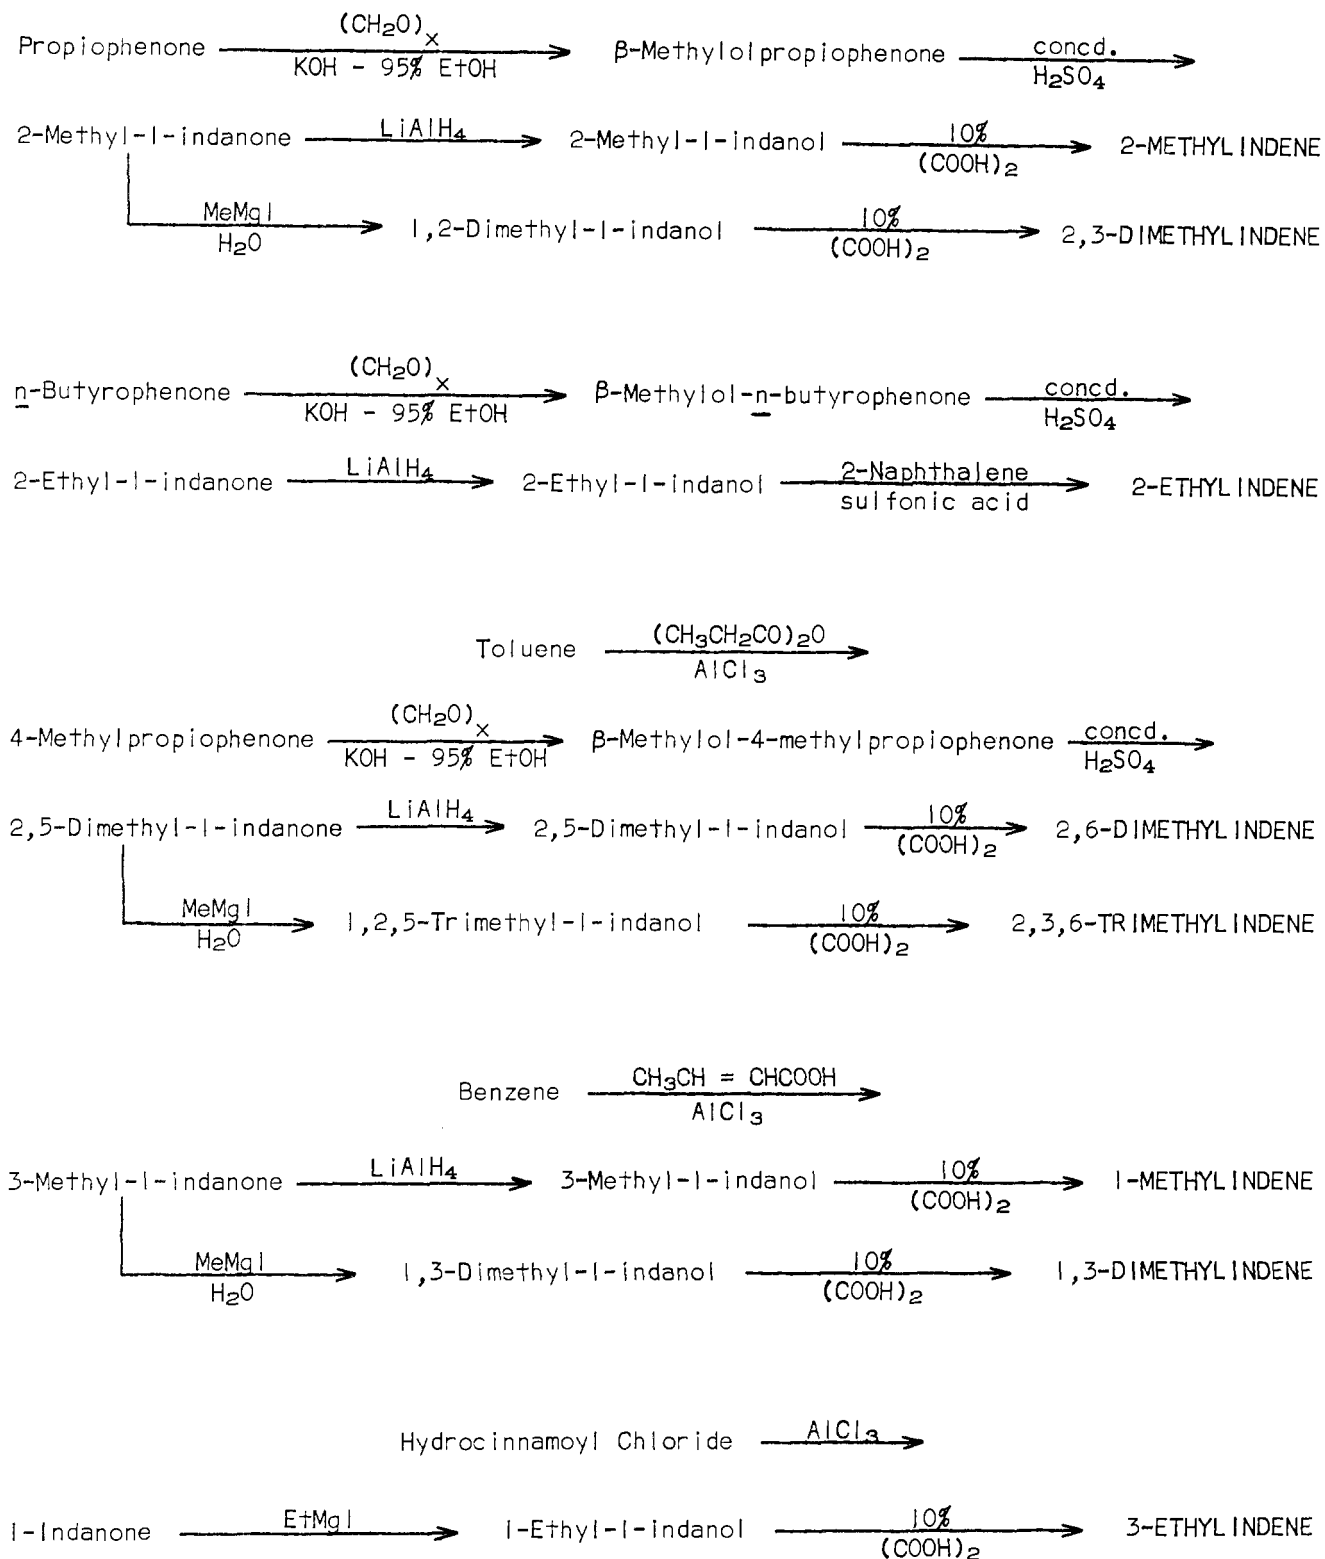 (CH2O)x
Propiophenone β-Methylolpropiophenone concd.
KOH - 95% EtOH H2SO4
2-Methyl-1-indanone LiAlH4 2-Methyl-1-indanol 10% 2-METHYLINDENE
(COOH)2
MeMgI 1,2-Dimethyl-1-indanol 10% 2,3-DIMETHYLINDENE
H2O (COOH)2
(CH2O)x
n-Butyrophenone β-Methylol-n-butyrophenone concd.
KOH - 95% EtOH H2SO4
2-Ethyl-1-indanone LiAlH4 2-Ethyl-1-indanol 2-Naphthalene 2-ETHYLINDENE
sulfonic acid
Toluene (CH3CH2CO)2O
AlCl3
(CH2O)x
4-Methylpropiophenone β-Methylol-4-methylpropiophenone concd.
KOH - 95% EtOH H2SO4
2,5-Dimethyl-1-indanone LiAlH4 2,5-Dimethyl-1-indanol 10% 2,6-DIMETHYLINDENE
(COOH)2
MeMgI 1,2,5-Trimethyl-1-indanol 10% 2,3,6-TRIMETHYLINDENE
H2O (COOH)2
Benzene CH3CH = CHCOOH
AlCl3
3-Methyl-1-indanone LiAlH4 3-Methyl-1-indanol 10% 1-METHYLINDENE
(COOH)2
MeMgI 1,3-Dimethyl-1-indanol 10% 1,3-DIMETHYLINDENE
H2O (COOH)2
Hydrocinnamoyl Chloride AlCl3
1-Indanone EtMgI 1-Ethyl-1-indanol 10% 3-ETHYLINDENE
(COOH)2